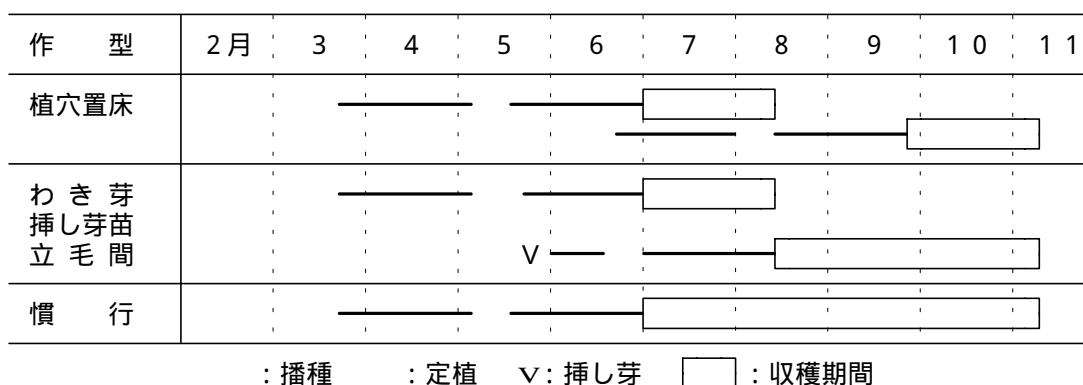 作 型 2月 3 4 5 6 7 8 9 10 11
植穴置床
わき芽
挿し芽苗
立毛間
V
慣 行
:播種 :定植 V:挿し芽 :収穫期間